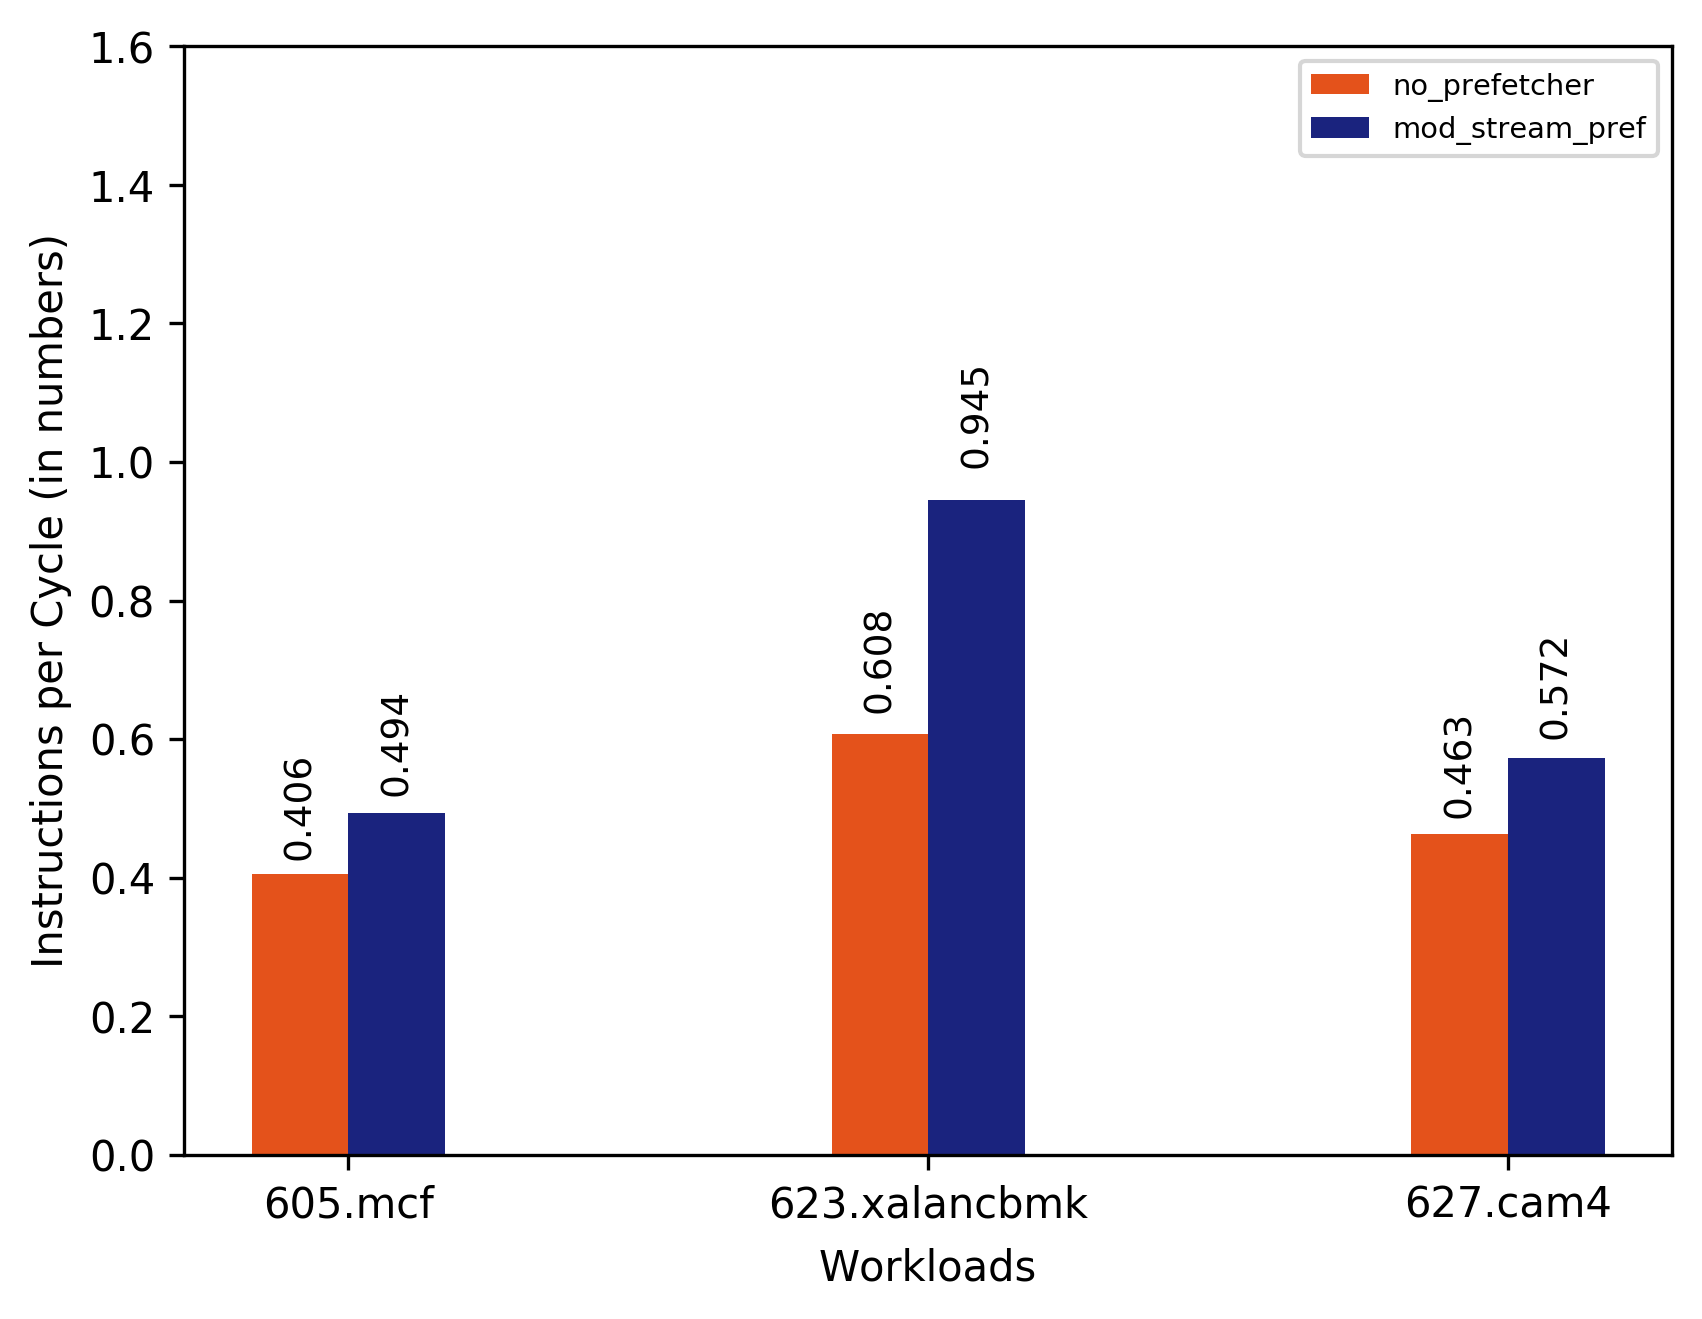 1.6
1.4
1.2
1.0
0.8
0.6
0.4
0.2
0.0
Instructions per Cycle (in numbers)
no_prefetcher
mod_stream_pref
0.406
0.494
0.608
0.945
0.463
0.572
605.mcf
623.xalancbmk
627.cam4
Workloads